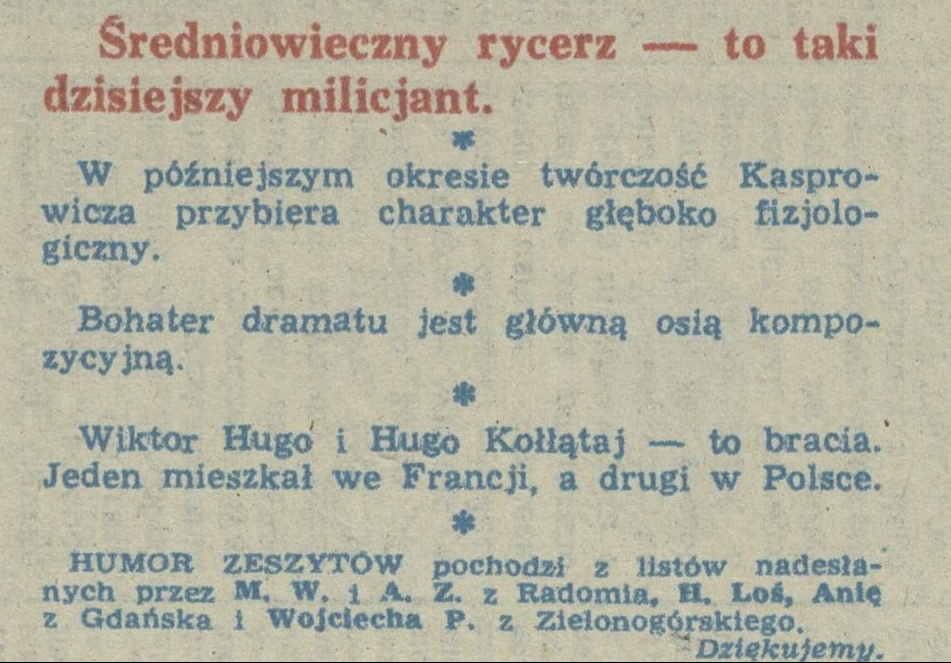 Średniowieczny rycerz — to taki
dzisiejszy milicjant.
*
W późniejszym okresie twórczość Kaspro-
wicza przybiera charakter głęboko fizjolo-
giczny.
*
Bohater dramatu jest główną osią kompo-
zycyjną.
*
Wiktor Hugo i Hugo Kołłątaj — to bracia.
Jeden mieszkał we Francji, a drugi w Polsce.
*
HUMOR ZESZYTÓW pochodzi z listów nadesła-
nych przez M. W. i A. Z. z Radomia, H. Łoś, Anię
z Gdańska i Wojciecha P. z Zielonogórskiego.
Dziękujemy.